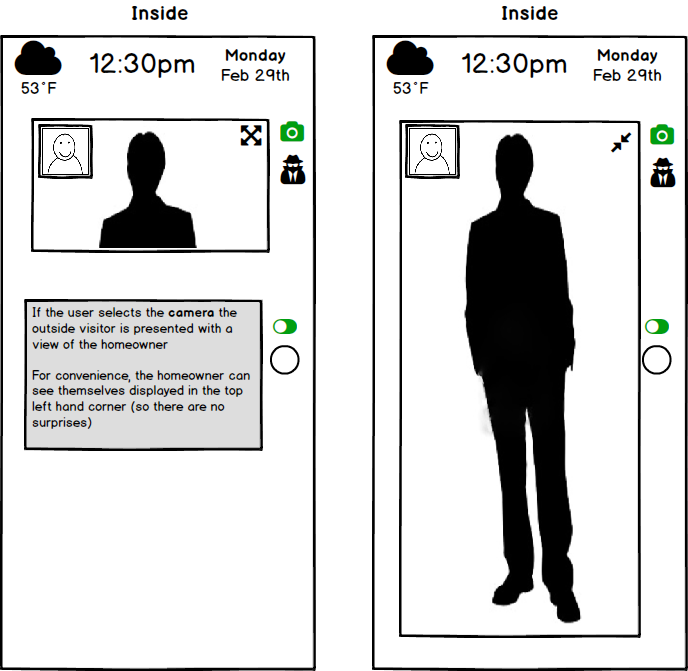 Inside
12:30pm
Monday
Feb 29th
53°F
If the user selects the camera the
outside visitor is presented with a
view of the homeowner
For convenience, the homeowner can
see themselves displayed in the top
left hand corner (so there are no
surprises)
Inside
12:30pm
Monday
Feb 29th
53°F